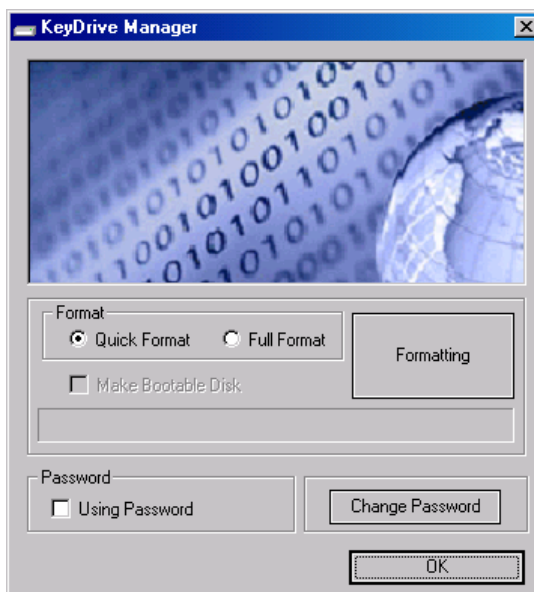 KeyDrive Manager
Format
Quick Format Full Format
Formatting
Make Bootable Disk
Password
Using Password
Change Password
OK